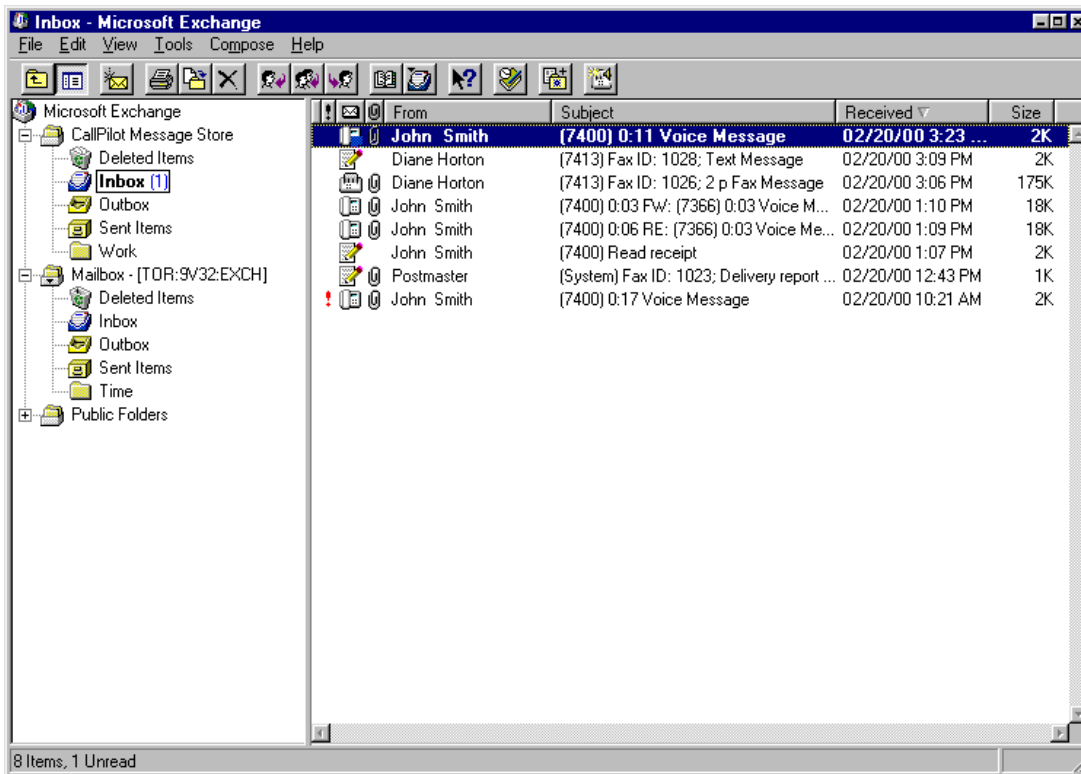 Inbox - Microsoft Exchange
File Edit View Tools Compose Help
Microsoft Exchange
CallPilot Message Store
Deleted Items
Inbox (1)
Outbox
Sent Items
Work
Mailbox - [TOR:9V32:EXCH]
Deleted Items
Inbox
Outbox
Sent Items
Time
Public Folders
! From Subject Received Size
John Smith (7400) 0:11 Voice Message 02/20/00 3:23 ... 2K
Diane Horton (7413) Fax ID: 1028; Text Message 02/20/00 3:09 PM 2K
Diane Horton (7413) Fax ID: 1026; 2 p Fax Message 02/20/00 3:06 PM 175K
John Smith (7400) 0:03 FW: (7366) 0:03 Voice M... 02/20/00 1:10 PM 18K
John Smith (7400) 0:06 RE: (7366) 0:03 Voice Me... 02/20/00 1:09 PM 18K
John Smith (7400) Read receipt 02/20/00 1:07 PM 2K
Postmaster (System) Fax ID: 1023; Delivery report ... 02/20/00 12:43 PM 1K
! John Smith (7400) 0:17 Voice Message 02/20/00 10:21 AM 2K
8 Items, 1 Unread